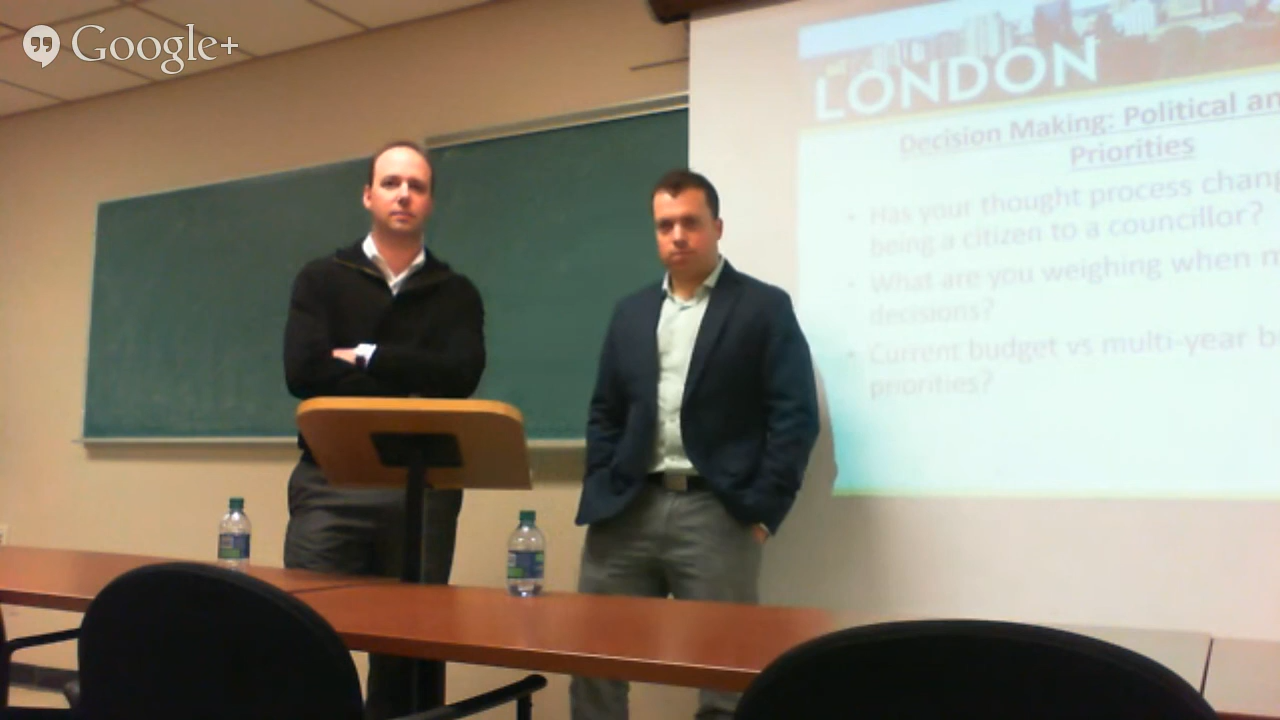 Google+
LONDON
Decision Making: Political an
Priorities
• Has your thought process chang
being a citizen to a councillor?
• What are you weighing when m
decisions?
• Current budget vs multi-year b
priorities?